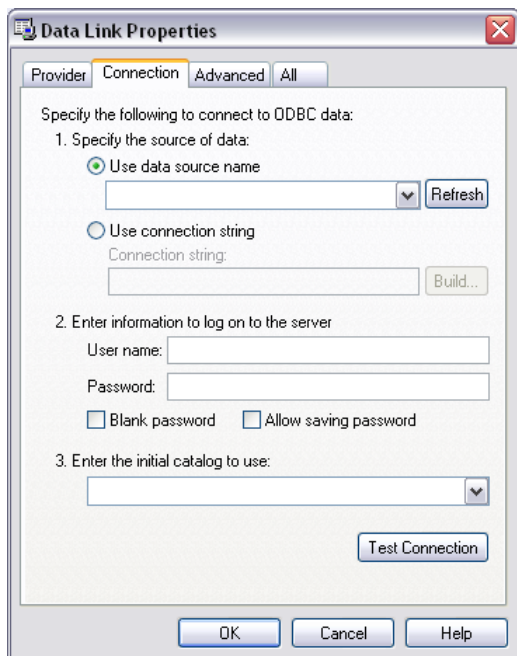 Data Link Properties
Provider Connection Advanced All
Specify the following to connect to ODBC data:
1. Specify the source of data:
Use data source name
Refresh
Use connection string
Connection string:
Build...
2. Enter information to log on to the server
User name:
Password:
Blank password Allow saving password
3. Enter the initial catalog to use:
Test Connection
OK Cancel Help